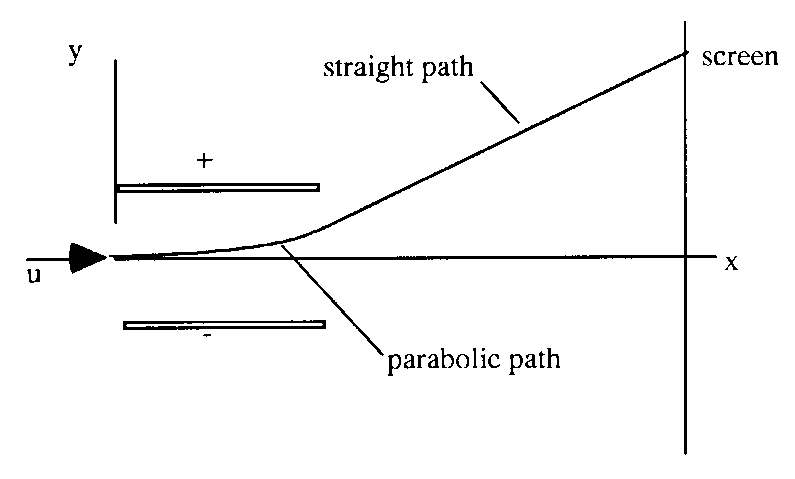 y
straight path
screen
+
u
x
-
parabolic path